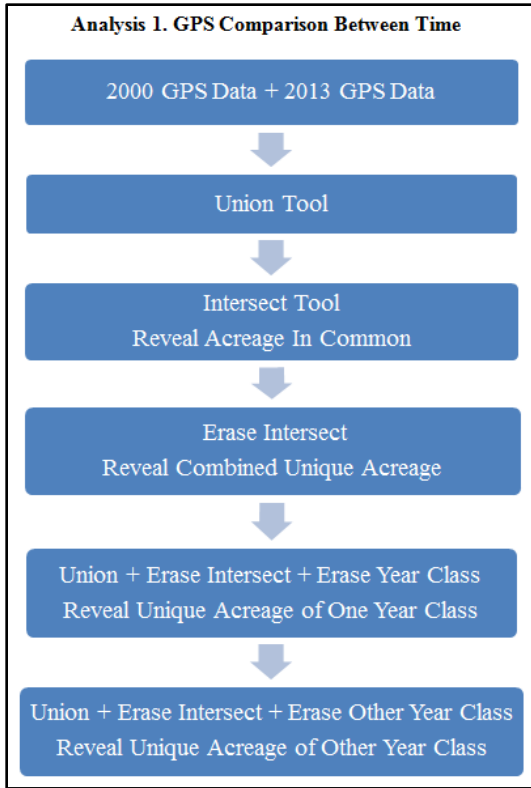 Analysis 1. GPS Comparison Between Time
2000 GPS Data + 2013 GPS Data
Union Tool
Intersect Tool
Reveal Acreage In Common
Erase Intersect
Reveal Combined Unique Acreage
Union + Erase Intersect + Erase Year Class
Reveal Unique Acreage of One Year Class
Union + Erase Intersect + Erase Other Year Class
Reveal Unique Acreage of Other Year Class